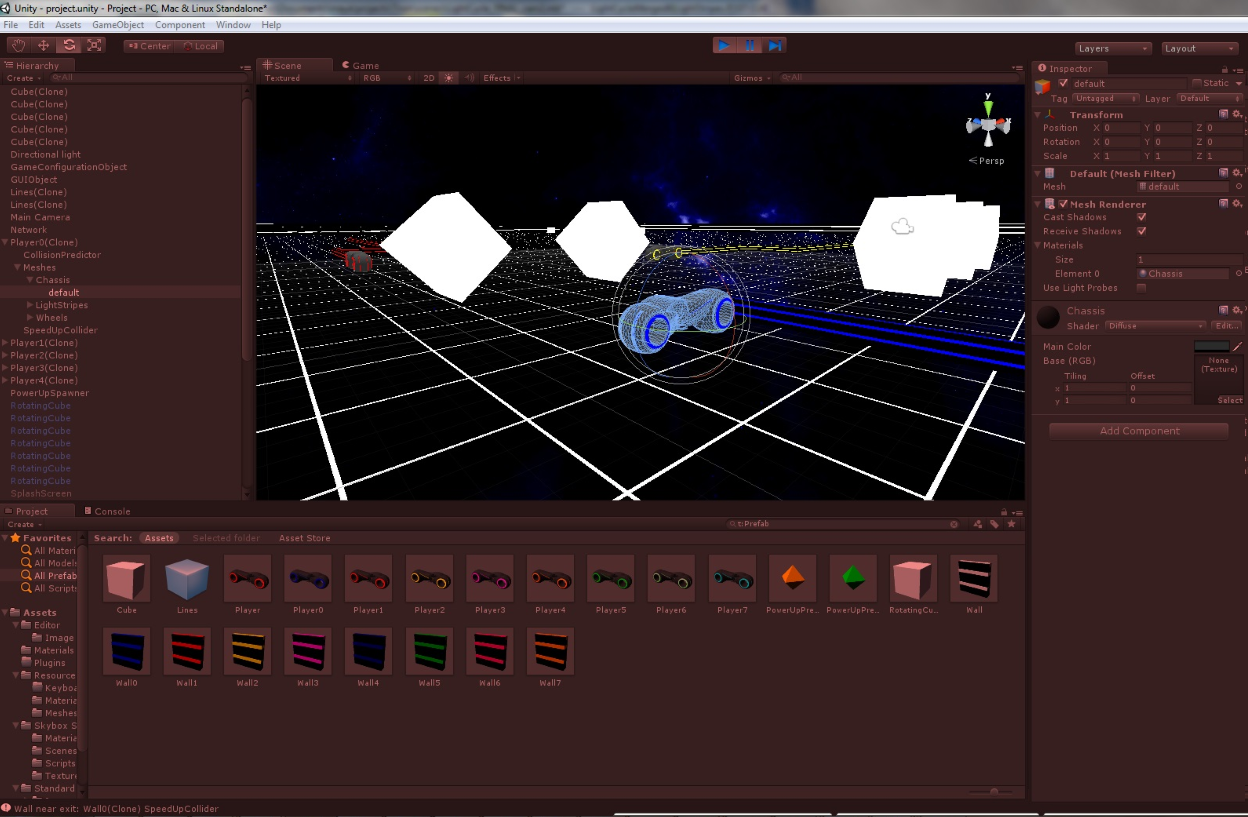 Unity - project.unity - Project - PC, Mac & Linux Standalone*
File Edit Assets GameObject Component Window Help
Center Local
Layers Layout
Hierarchy
Create All
Cube(Clone)
Cube(Clone)
Cube(Clone)
Cube(Clone)
Cube(Clone)
Directional light
GameConfigurationObject
GUIObject
Lines(Clone)
Lines(Clone)
Main Camera
Network
Player0(Clone)
CollisionPredictor
Meshes
Chassis
default
LightStripes
Wheels
SpeedUpCollider
Player1(Clone)
Player2(Clone)
Player3(Clone)
Player4(Clone)
PowerUpSpawner
RotatingCube
RotatingCube
RotatingCube
RotatingCube
RotatingCube
RotatingCube
RotatingCube
SplashScreen
Scene Game
Textured RGB 2D Effects Gizmos All
y
z x
Persp
Inspector
default Static
Tag Untagged Layer Default
Transform
Position X 0 Y 0 Z 0
Rotation X 0 Y 0 Z 0
Scale X 1 Y 1 Z 1
Default (Mesh Filter)
Mesh default
Mesh Renderer
Cast Shadows
Receive Shadows
Materials
Size 1
Element 0 Chassis
Use Light Probes
Chassis
Shader Diffuse Edit...
Main Color
Base (RGB)
None
(Texture)
Tiling Offset
x 1 0
y 1 0
Select
Add Component
Project Console
Create t:Prefab
Favorites
All Materi
All Models
All Prefab
All Scripts
Assets
Editor
Image
Materials
Plugins
Resource
Keyboa
Materia
Meshes
Skybox S
Materia
Scenes
Scripts
Textur
Standard
Search: Assets Selected folder Asset Store
Cube Lines Player Player0 Player1 Player2 Player3 Player4 Player5 Player6 Player7 PowerUpPre... PowerUpPre... RotatingCu... Wall
Wall0 Wall1 Wall2 Wall3 Wall4 Wall5 Wall6 Wall7
Wall near exit: Wall0(Clone) SpeedUpCollider